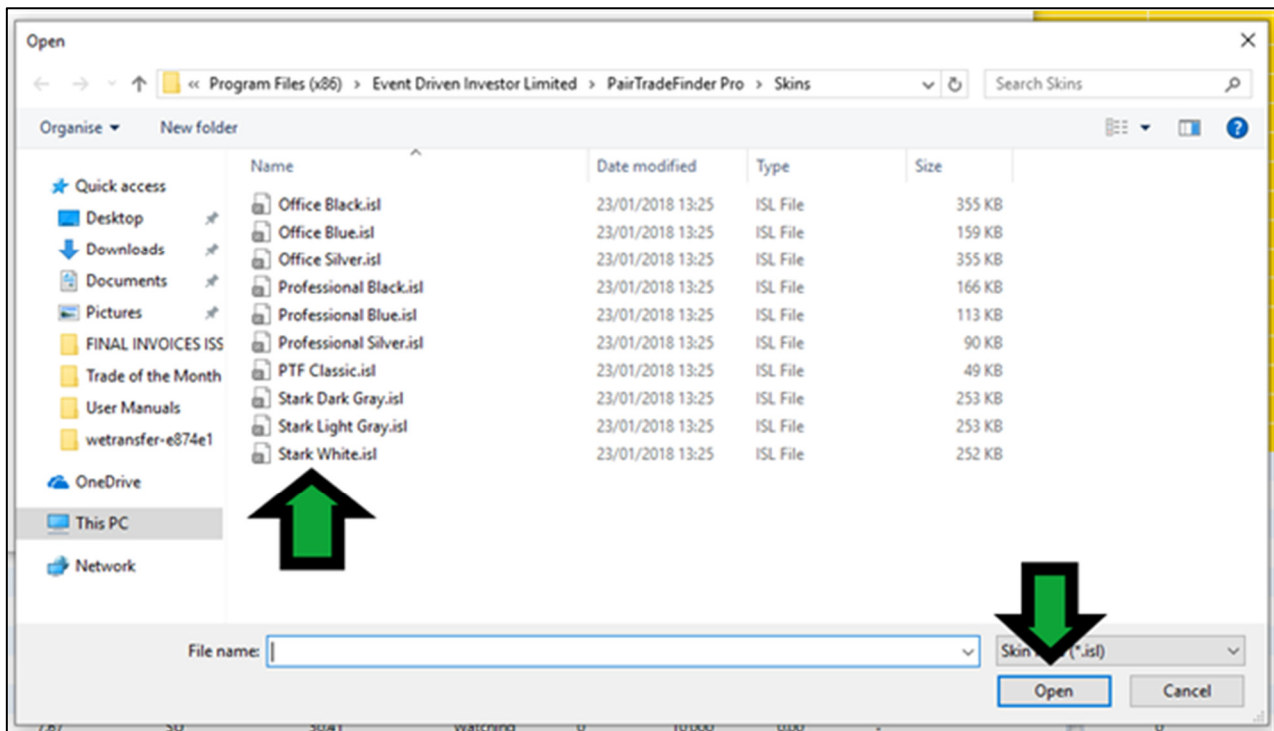 Open
« Program Files (x86) > Event Driven Investor Limited > PairTradeFinder Pro > Skins
Search Skins
Organise
New folder
Name Date modified Type Size
Quick access
Desktop
Downloads
Documents
Pictures
FINAL INVOICES ISS
Trade of the Month
User Manuals
wetransfer-e874e1
OneDrive
This PC
Network
Office Black.isl 23/01/2018 13:25 ISL File 355 KB
Office Blue.isl 23/01/2018 13:25 ISL File 159 KB
Office Silver.isl 23/01/2018 13:25 ISL File 355 KB
Professional Black.isl 23/01/2018 13:25 ISL File 166 KB
Professional Blue.isl 23/01/2018 13:25 ISL File 113 KB
Professional Silver.isl 23/01/2018 13:25 ISL File 90 KB
PTF Classic.isl 23/01/2018 13:25 ISL File 49 KB
Stark Dark Gray.isl 23/01/2018 13:25 ISL File 253 KB
Stark Light Gray.isl 23/01/2018 13:25 ISL File 253 KB
Stark White.isl 23/01/2018 13:25 ISL File 252 KB
File name:
Skin (*.isl)
Open Cancel